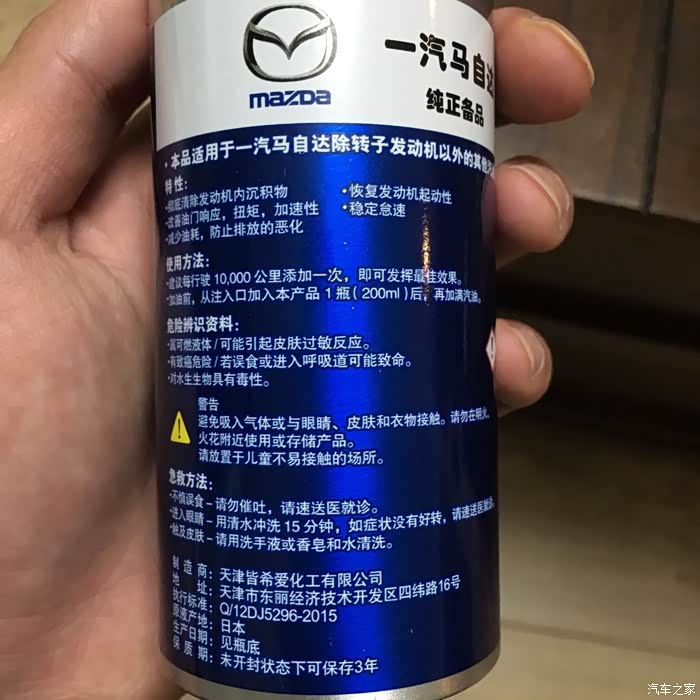 mazda
一汽马自达
纯正备品
·本品适用于一汽马自达除转子发动机以外的其他
特性：
·彻底清除发动机内沉积物
·恢复发动机起动性
·改善油门响应，扭矩，加速性
·稳定怠速
·减少油耗，防止排放的恶化
使用方法：
·建议每行驶 10,000 公里添加一次，即可发挥最佳效果。
·加油前，从注入口加入本产品 1 瓶(200ml)后，再加满汽油。
危险辨识资料：
·属可燃液体/可能引起皮肤过敏反应。
·有致癌危险/若误食或进入呼吸道可能致命。
·对水生生物具有毒性。
警告
避免吸入气体或与眼睛、皮肤和衣物接触。请勿在明火，
火花附近使用或存储产品。
请放置于儿童不易接触的场所。
急救方法：
·不慎误食－请勿催吐，请速送医就诊。
·进入眼睛－用清水冲洗 15 分钟，如症状没有好转，请速送医就诊。
·触及皮肤－请用洗手液或香皂和水清洗。
制造商：天津皆希爱化工有限公司
地址：天津市东丽经济技术开发区四纬路16号
执行标准：Q/12DJ5296-2015
原液产地：日本
生产日期：见瓶底
保质期：未开封状态下可保存3年
汽车之家